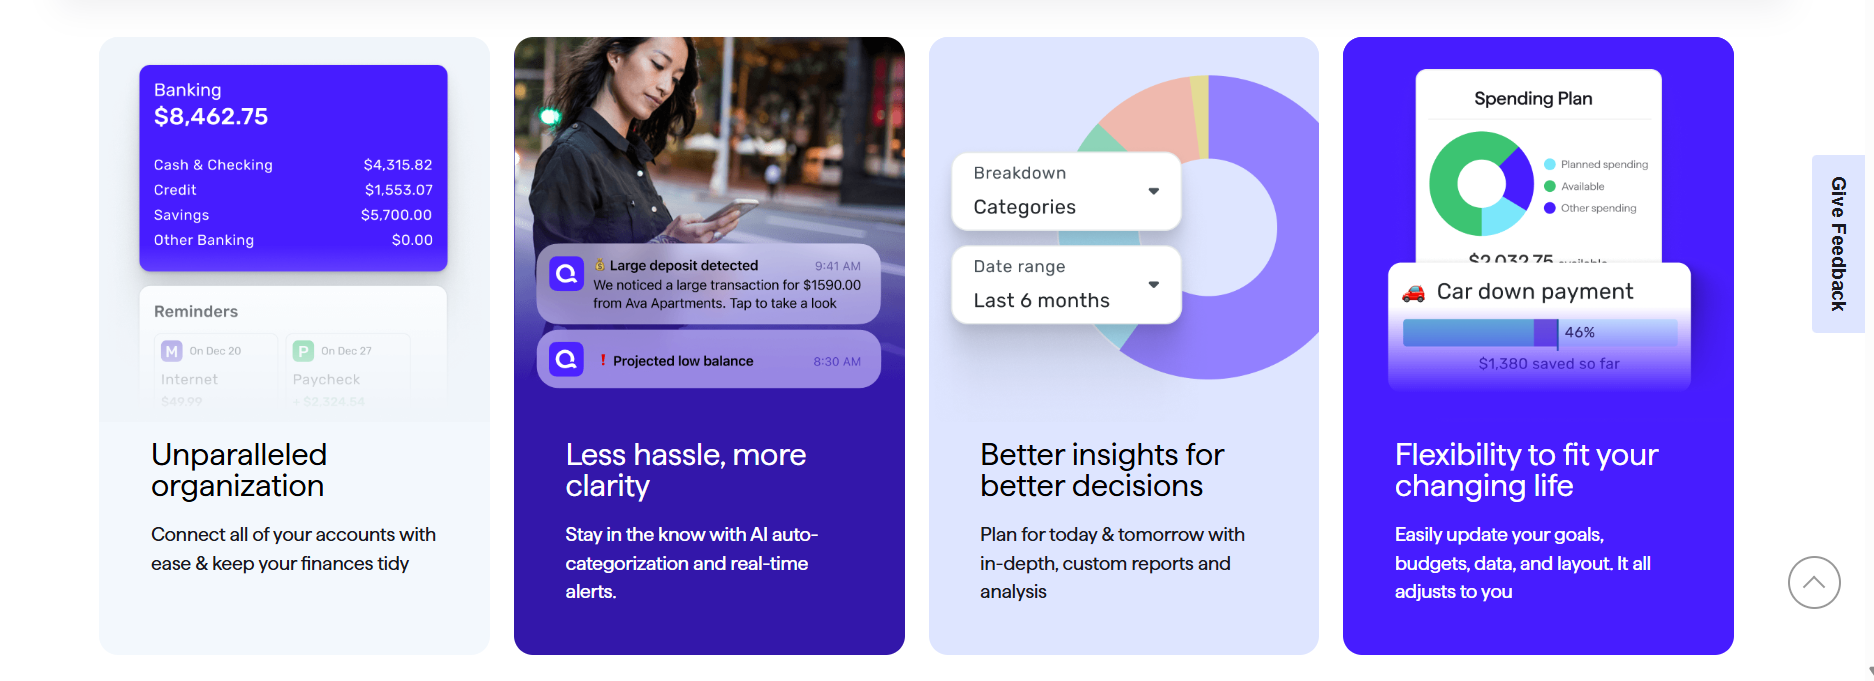 Banking
$8,462.75
Cash & Checking $4,315.82
Credit $1,553.07
Savings $5,700.00
Other Banking $0.00
Reminders
M On Dec 20
Internet
$49.99
P On Dec 27
Paycheck
+ $2,324.54
Unparalleled
organization
Connect all of your accounts with
ease & keep your finances tidy
Large deposit detected 9:41 AM
We noticed a large transaction for $1590.00
from Ava Apartments. Tap to take a look
Projected low balance 8:30 AM
Less hassle, more
clarity
Stay in the know with AI auto-
categorization and real-time
alerts.
Breakdown
Categories
Date range
Last 6 months
Better insights for
better decisions
Plan for today & tomorrow with
in-depth, custom reports and
analysis
Spending Plan
Planned spending
Available
Other spending
$2,032.75 available
Car down payment
46%
$1,380 saved so far
Flexibility to fit your
changing life
Easily update your goals,
budgets, data, and layout. It all
adjusts to you
Give Feedback